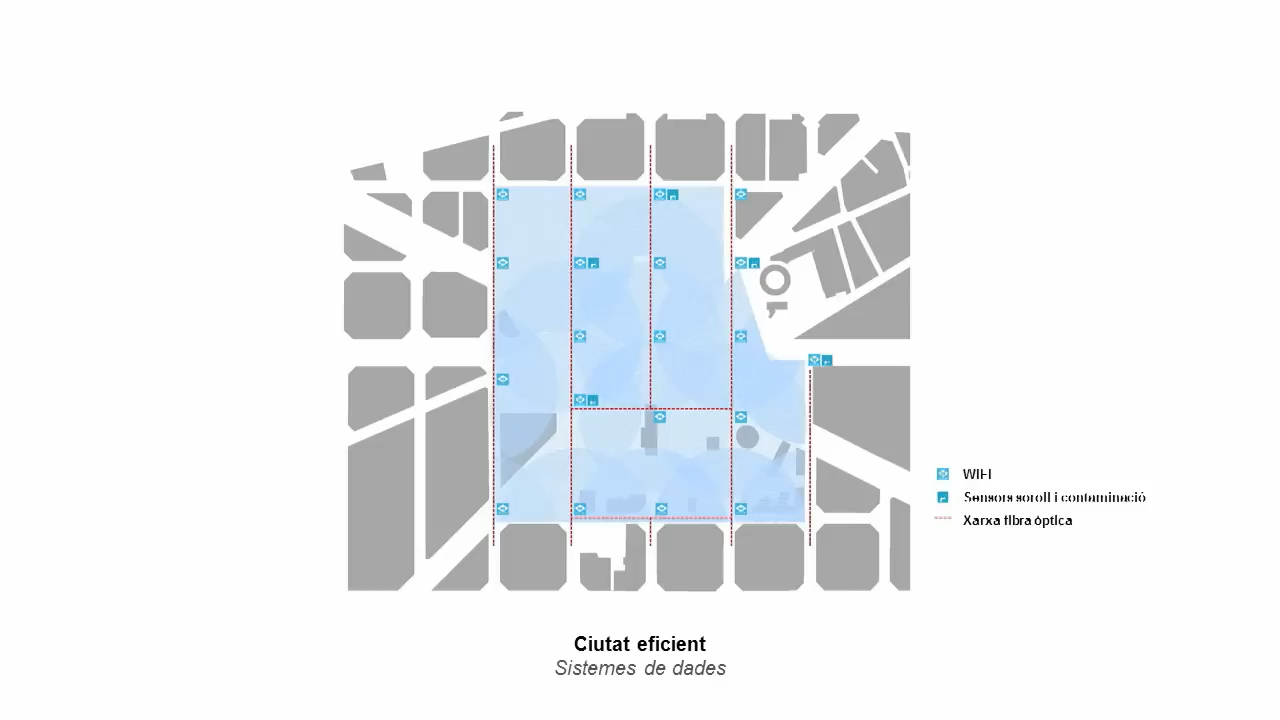 WIFI
Sensors soroll i contaminació
Xarxa fibra òptica
Ciutat eficient
Sistemes de dades